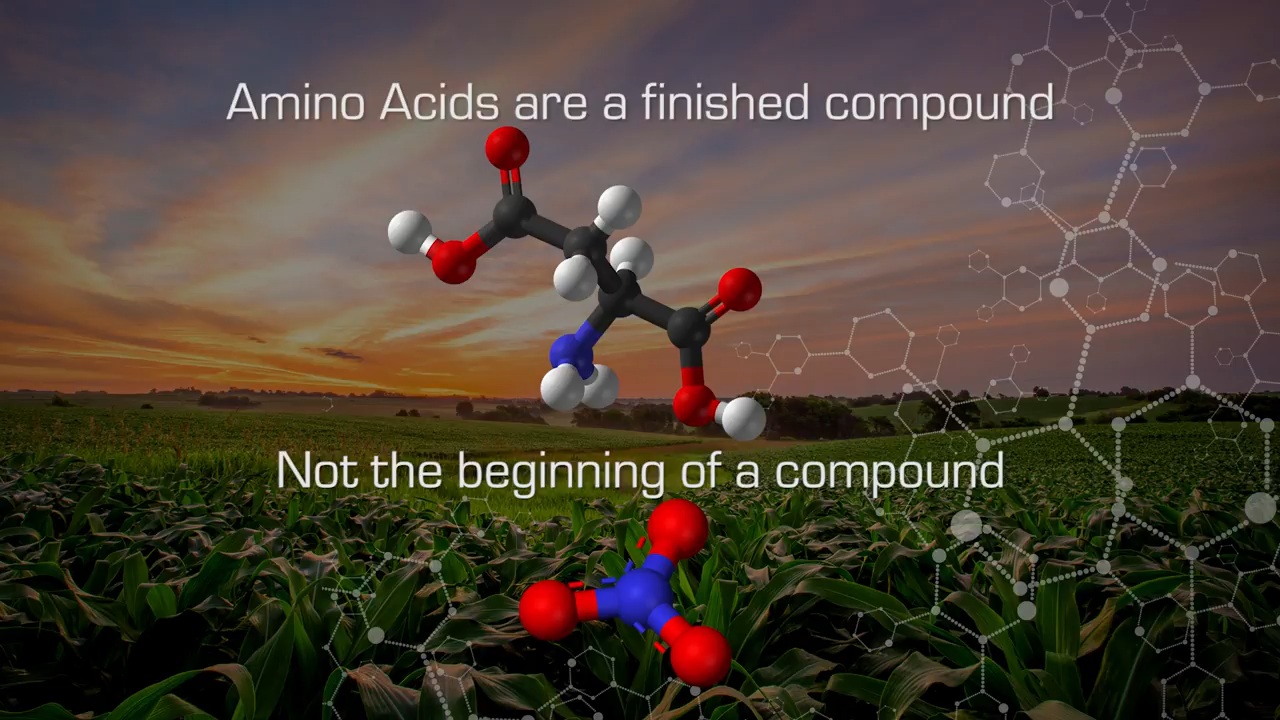 Amino Acids are a finished compound
Not the beginning of a compound